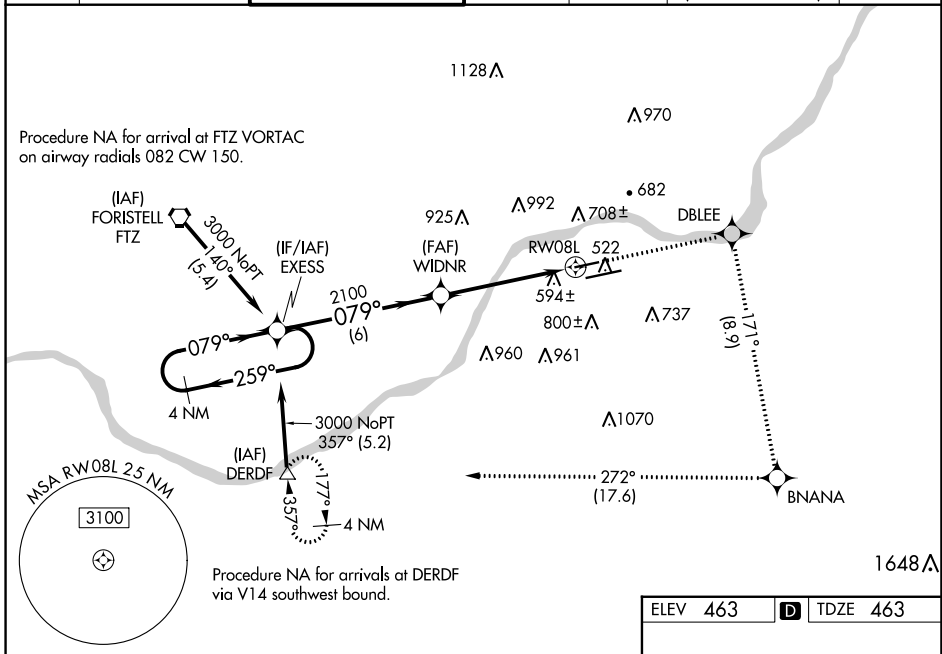 1128
970
Procedure NA for arrival at FTZ VORTAC
on airway radials 082 CW 150.
682
(IAF)
FORISTELL
FTZ
992
925
708±
DBLEE
3000 NoPT
140°
(5.4)
(IF/IAF)
EXESS
(FAF)
WIDNR
RW08L
522
2100
079°
(6)
594±
800±
737
171°
(8.9)
079°
259°
960
961
4 NM
3000 NoPT
357° (5.2)
1070
(IAF)
DERDF
177°
357°
4 NM
272°
(17.6)
BNANA
MSA RW08L 25 NM
3100
1648
Procedure NA for arrivals at DERDF
via V14 southwest bound.
ELEV 463 D TDZE 463